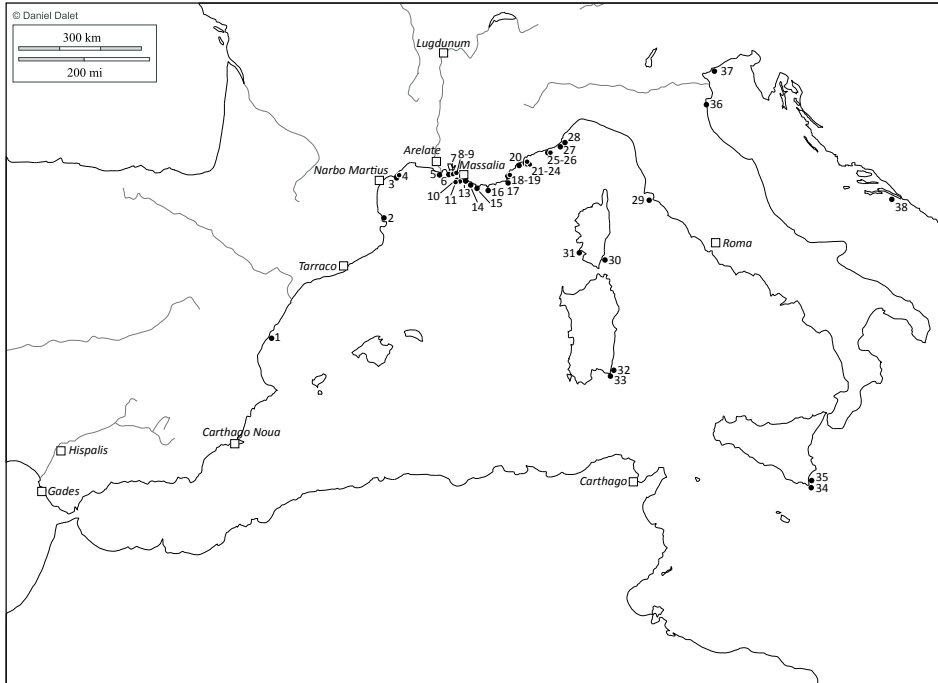 © Daniel Dalet
300 km
200 mi
Lugdunum
37
36
28
27
25-26
20
21-24
18-19
17
Arelate
7
8-9
Massalia
5
6
10
11
13
14
15
16
Narbo Martius
3
4
2
29
38
Roma
31
30
Tarraco
1
32
33
Carthago Noua
Hispalis
Gades
Carthago
35
34